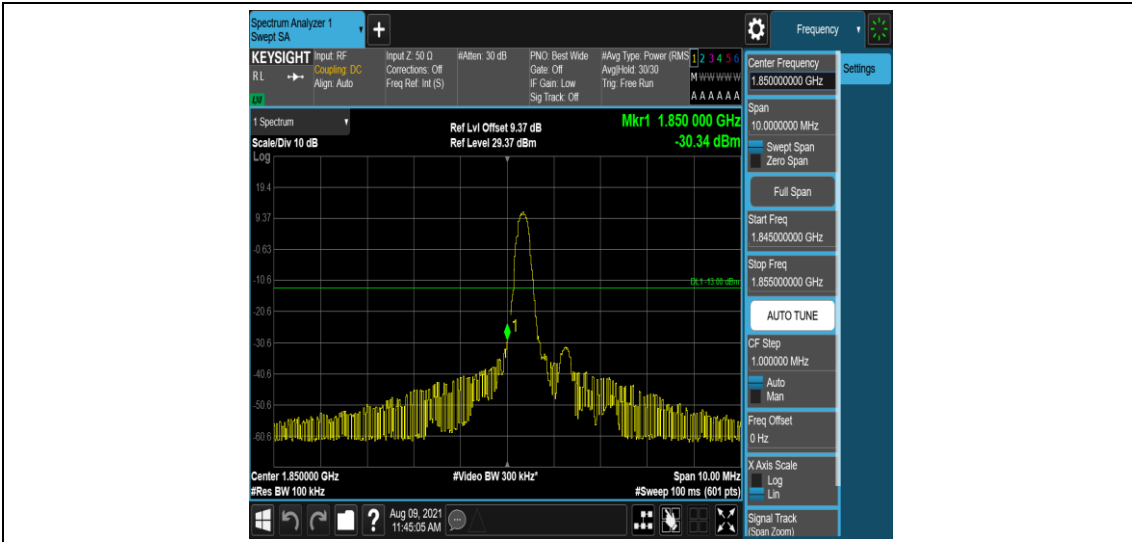 Spectrum Analyzer 1
Swept SA
+
Frequency
KEYSIGHT
RL
LXI
Input: RF
Coupling: DC
Align: Auto
Input Z: 50 Ω
Corrections: Off
Freq Ref: Int (S)
#Atten: 30 dB
PNO: Best Wide
Gate: Off
IF Gain: Low
Sig Track: Off
#Avg Type: Power (RMS
Avg|Hold: 30/30
Trig: Free Run
1 2 3 4 5 6
M W W W W W
A A A A A A
1 Spectrum
Scale/Div 10 dB
Log
Ref Lvl Offset 9.37 dB
Ref Level 29.37 dBm
Mkr1 1.850 000 GHz
-30.34 dBm
19.4
9.37
-0.63
-10.6
-20.6
-30.6
-40.6
-50.6
-60.6
DL1 -13.00 dBm
1
Center 1.850000 GHz
#Res BW 100 kHz
#Video BW 300 kHz*
Span 10.00 MHz
#Sweep 100 ms (601 pts)
Center Frequency
1.850000000 GHz
Settings
Span
10.0000000 MHz
Swept Span
Zero Span
Full Span
Start Freq
1.845000000 GHz
Stop Freq
1.855000000 GHz
AUTO TUNE
CF Step
1.000000 MHz
Auto
Man
Freq Offset
0 Hz
X Axis Scale
Log
Lin
Signal Track
(Span Zoom)
?
Aug 09, 2021
11:45:05 AM